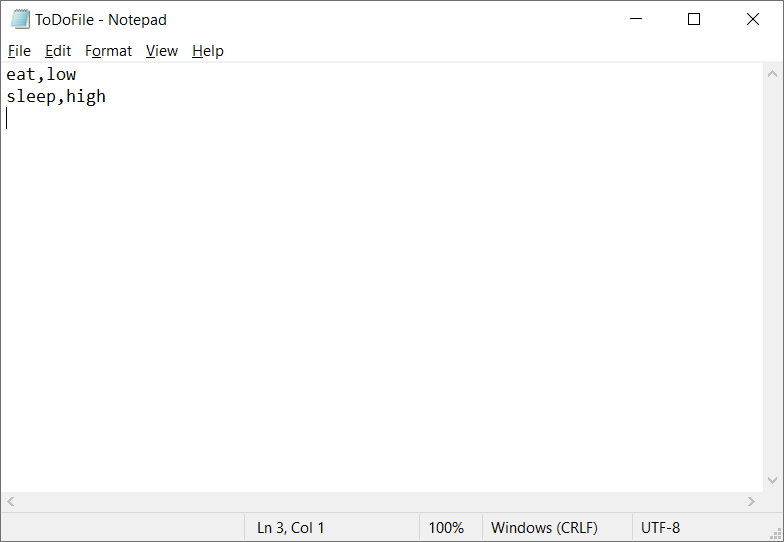 ToDoFile - Notepad
File Edit Format View Help
eat,low
sleep,high
Ln 3, Col 1 100% Windows (CRLF) UTF-8